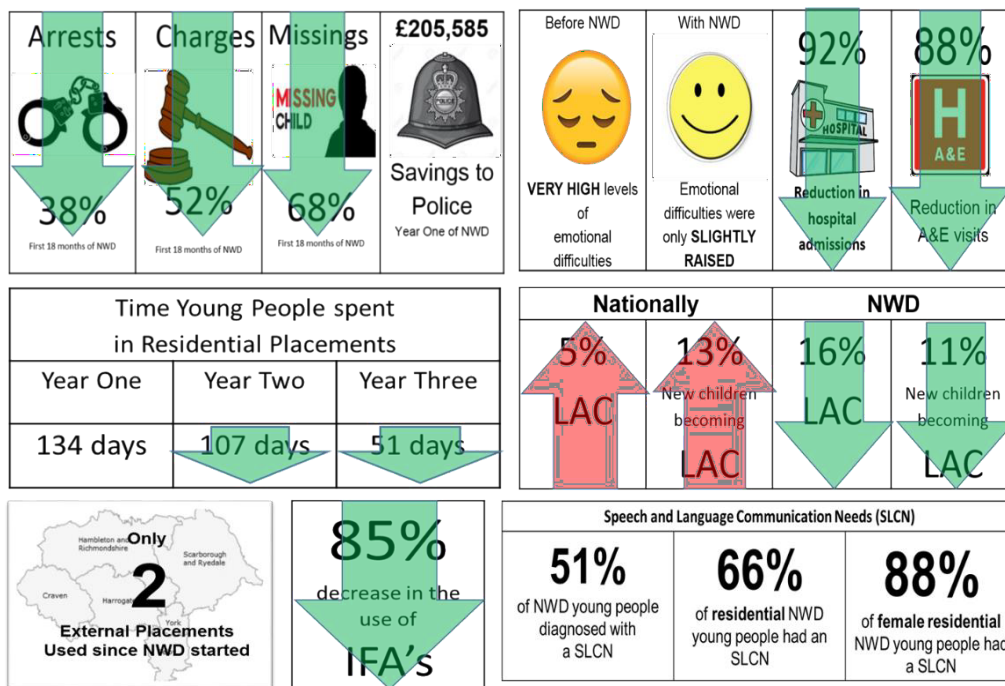 Arrests
38%
First 18 months of NWD
Charges
52%
First 18 months of NWD
Missings
MISSING
CHILD
68%
First 18 months of NWD
£205,585
POLICE
Savings to
Police
Year One of NWD
Before NWD
VERY HIGH levels
of
emotional
difficulties
With NWD
Emotional
difficulties were
only SLIGHTLY
RAISED
92%
HOSPITAL
Reduction in
hospital
admissions
88%
H
A&E
Reduction in
A&E visits
Time Young People spent
in Residential Placements
Year One
Year Two
Year Three
134 days
107 days
51 days
Nationally
NWD
5%
LAC
13%
New children
becoming
LAC
16%
LAC
11%
New children
becoming
LAC
Only
2
External Placements
Used since NWD started
Hambleton and
Richmondshire
Scarborough
and Ryedale
Craven
Harrogate
York
85%
decrease in the
use of
IFA's
Speech and Language Communication Needs (SLCN)
51%
of NWD young people
diagnosed with
a SLCN
66%
of residential NWD
young people had an
SLCN
88%
of female residential
NWD young people had
a SLCN